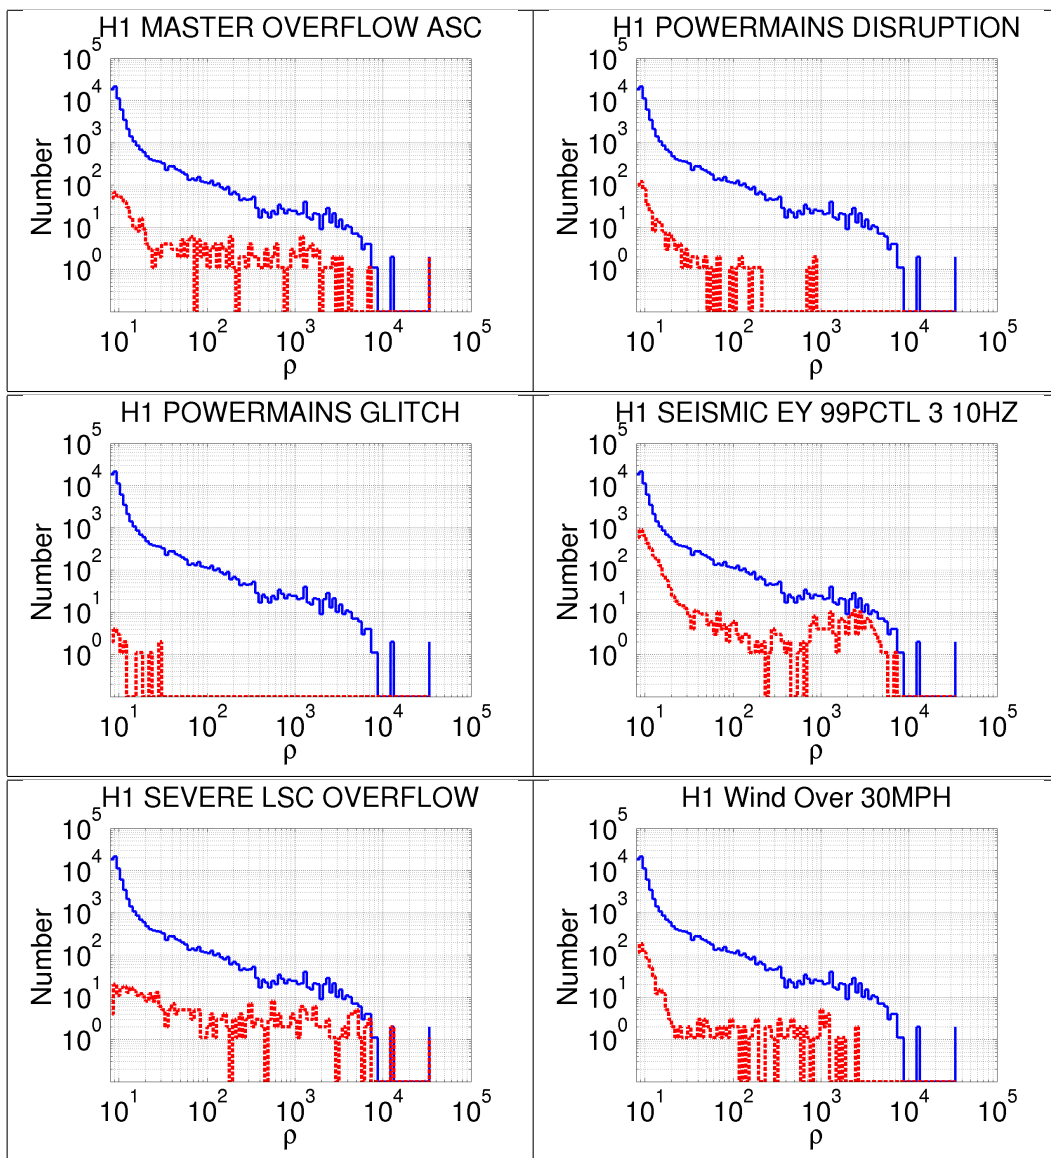 H1 MASTER OVERFLOW ASC
Number
10^5
10^4
10^3
10^2
10^1
10^0
10^1 10^2 10^3 10^4 10^5
ρ
H1 POWERMAINS DISRUPTION
Number
10^5
10^4
10^3
10^2
10^1
10^0
10^1 10^2 10^3 10^4 10^5
ρ
H1 POWERMAINS GLITCH
Number
10^5
10^4
10^3
10^2
10^1
10^0
10^1 10^2 10^3 10^4 10^5
ρ
H1 SEISMIC EY 99PCTL 3 10HZ
Number
10^5
10^4
10^3
10^2
10^1
10^0
10^1 10^2 10^3 10^4 10^5
ρ
H1 SEVERE LSC OVERFLOW
Number
10^5
10^4
10^3
10^2
10^1
10^0
10^1 10^2 10^3 10^4 10^5
ρ
H1 Wind Over 30MPH
Number
10^5
10^4
10^3
10^2
10^1
10^0
10^1 10^2 10^3 10^4 10^5
ρ